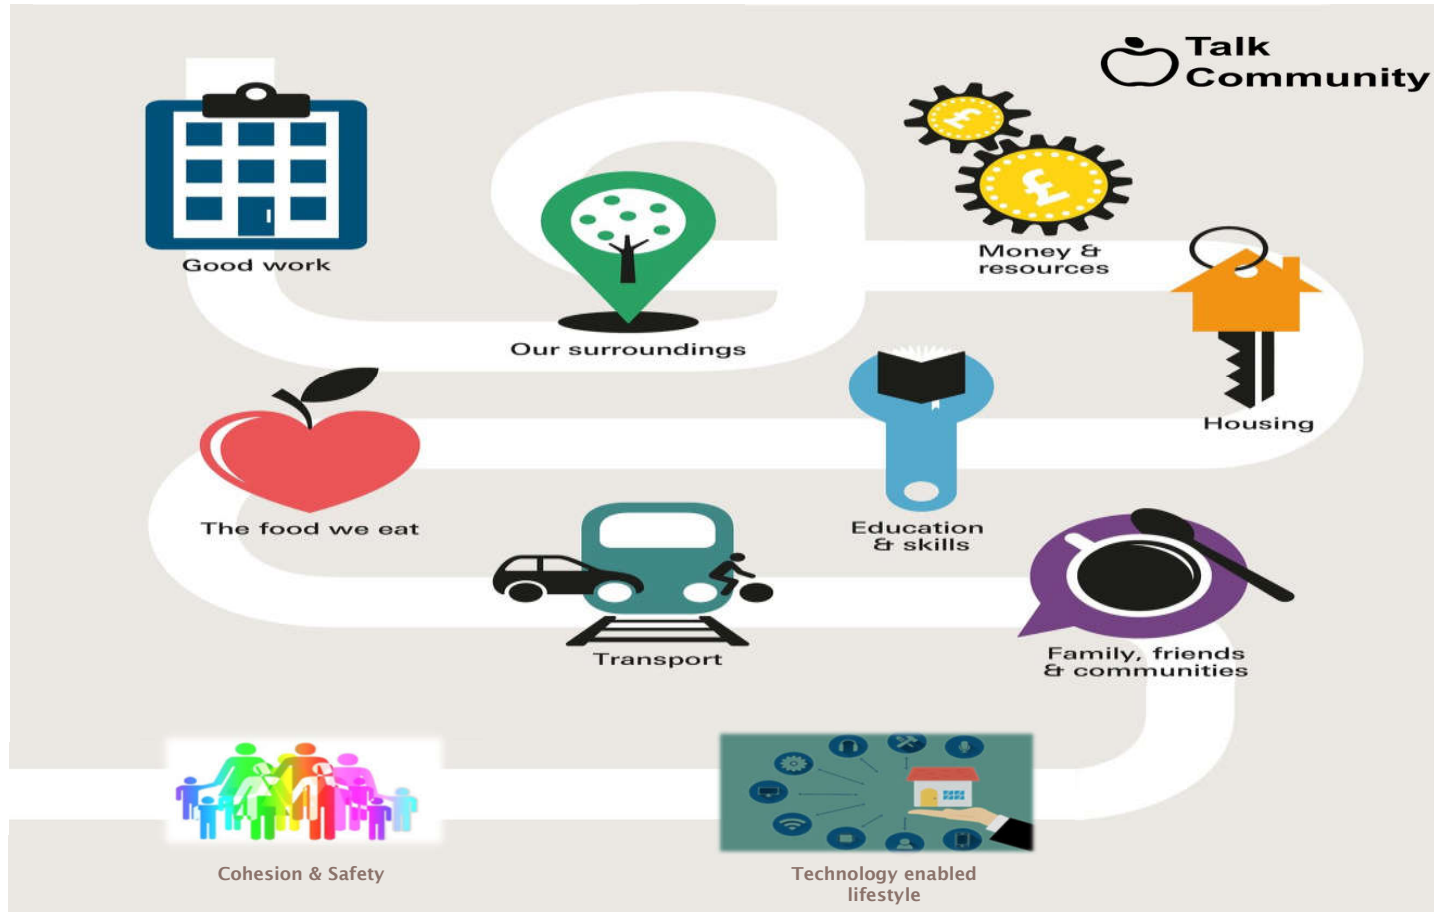 Talk
Community
Good work
Money &
resources
Our surroundings
Housing
The food we eat
Education
& skills
Transport
Family, friends
& communities
Cohesion & Safety
Technology enabled
lifestyle
£
£